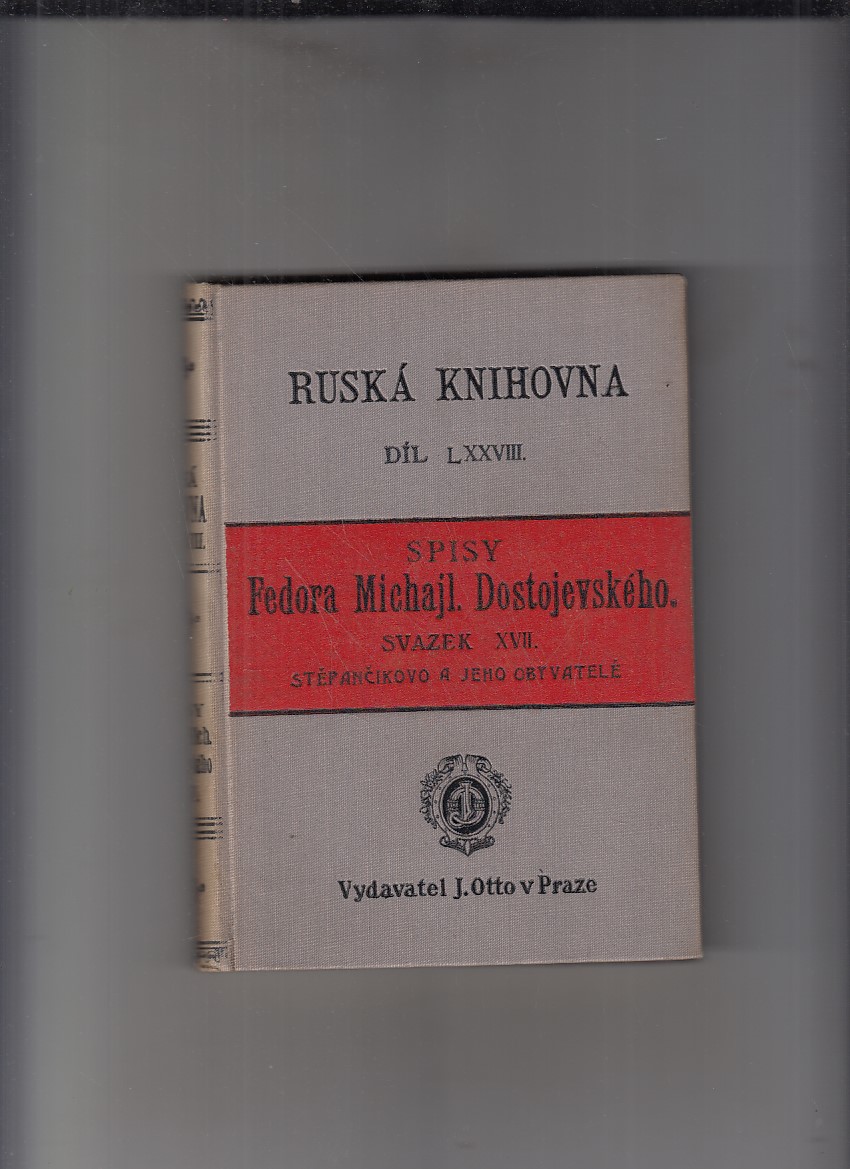 RUSKÁ KNIHOVNA
DÍL LXXVIII.
SPISY
Fedora Michajl. Dostojevského.
SVAZEK XVII.
STĚPANČIKOVO A JEHO OBYVATELÉ
Vydavatel J. Otto v Praze